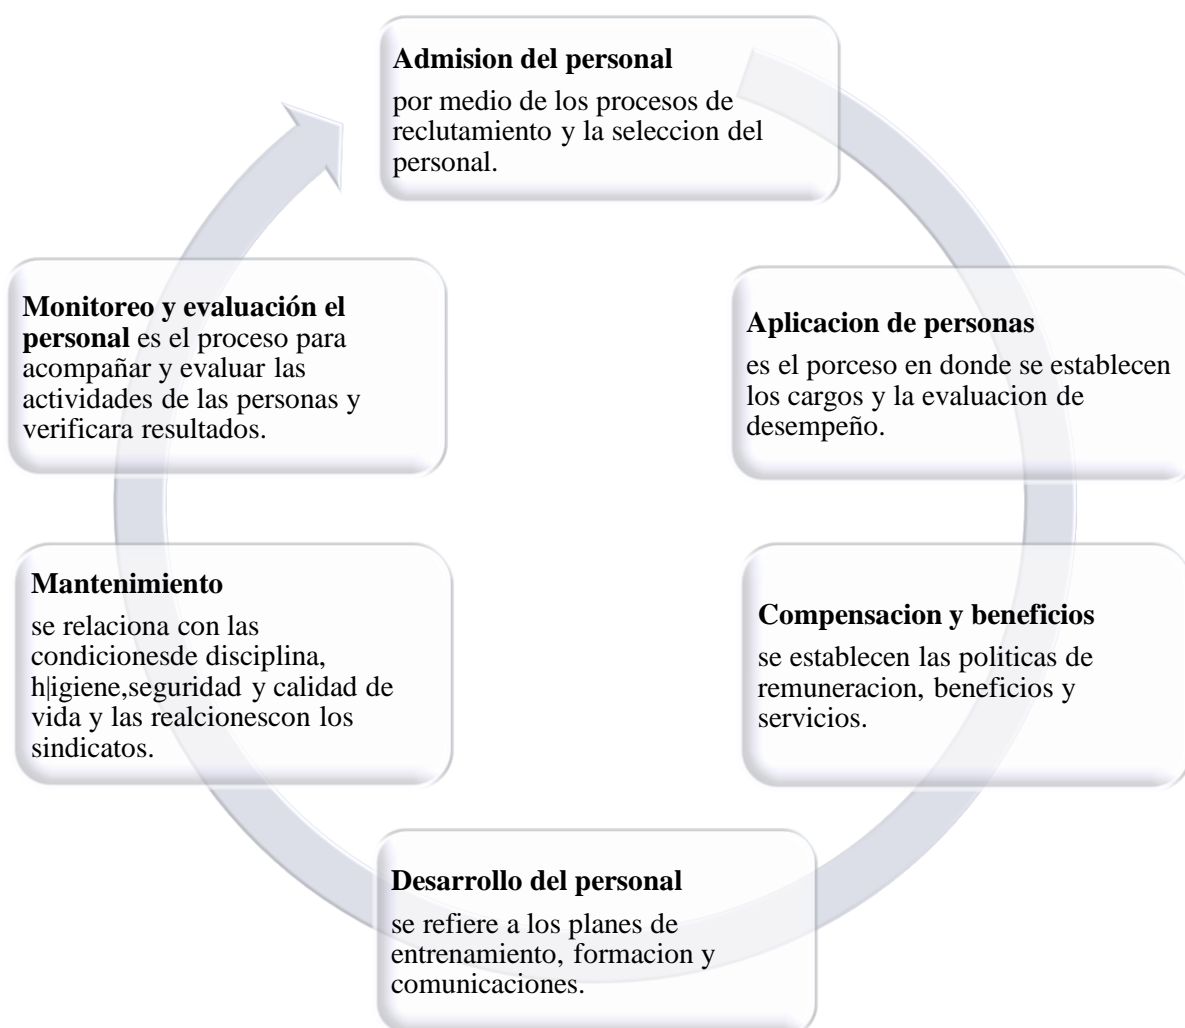 Admision del personal
por medio de los procesos de
reclutamiento y la seleccion del
personal.
Aplicacion de personas
es el porceso en donde se establecen
los cargos y la evaluacion de
desempeño.
Compensacion y beneficios
se establecen las politicas de
remuneracion, beneficios y
servicios.
Desarrollo del personal
se refiere a los planes de
entrenamiento, formacion y
comunicaciones.
Mantenimiento
se relaciona con las
condicionesde disciplina,
h|igiene,seguridad y calidad de
vida y las realcionescon los
sindicatos.
Monitoreo y evaluación el
personal es el proceso para
acompañar y evaluar las
actividades de las personas y
verificara resultados.